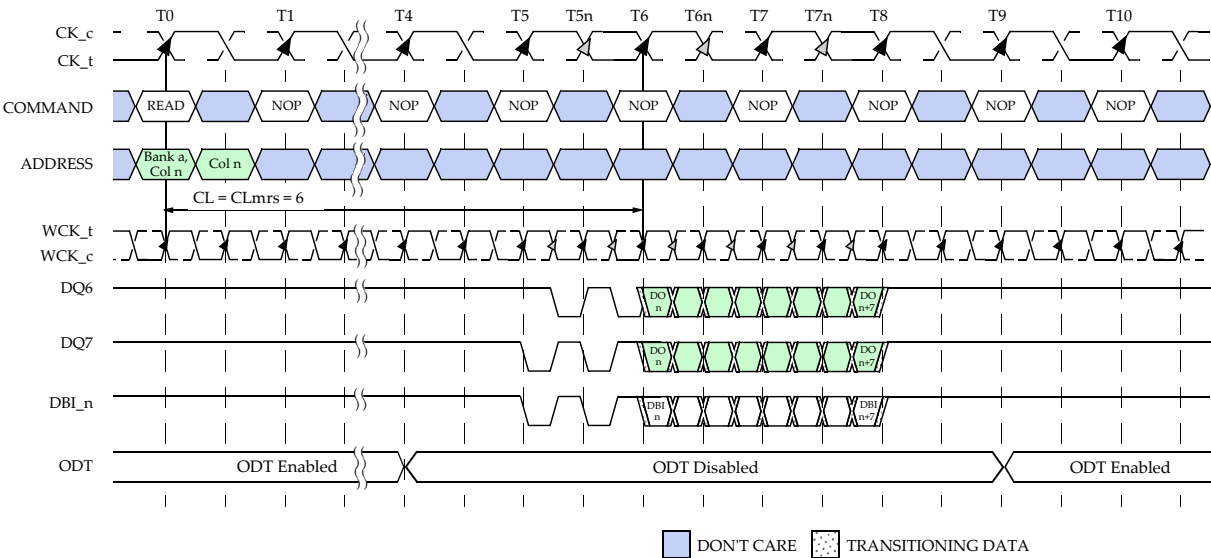 T0 T1 T4 T5 T5n T6 T6n T7 T7n T8 T9 T10
CK_c
CK_t
COMMAND READ NOP NOP NOP NOP NOP NOP NOP NOP
ADDRESS Bank a, Col n Col n
CL = CLmrs = 6
WCK_t
WCK_c
DQ6 DO n DO n+7
DQ7 DO n DO n+7
DBI_n DBI n DBI n+7
ODT ODT Enabled ODT Disabled ODT Enabled
DON'T CARE TRANSITIONING DATA